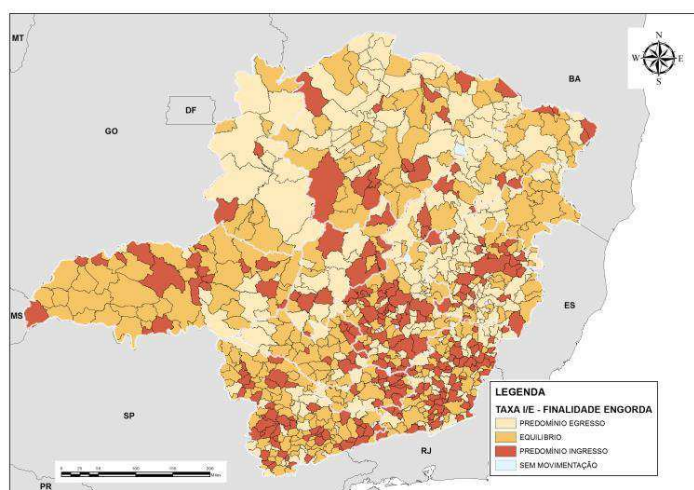 MT
N
W E
S
BA
DF
GO
MS
ES
SP
RJ
PR
LEGENDA
TAXA I/E - FINALIDADE ENGORDA
PREDOMÍNIO EGRESSO
EQUILIBRIO
PREDOMÍNIO INGRESSO
SEM MOVIMENTAÇÃO